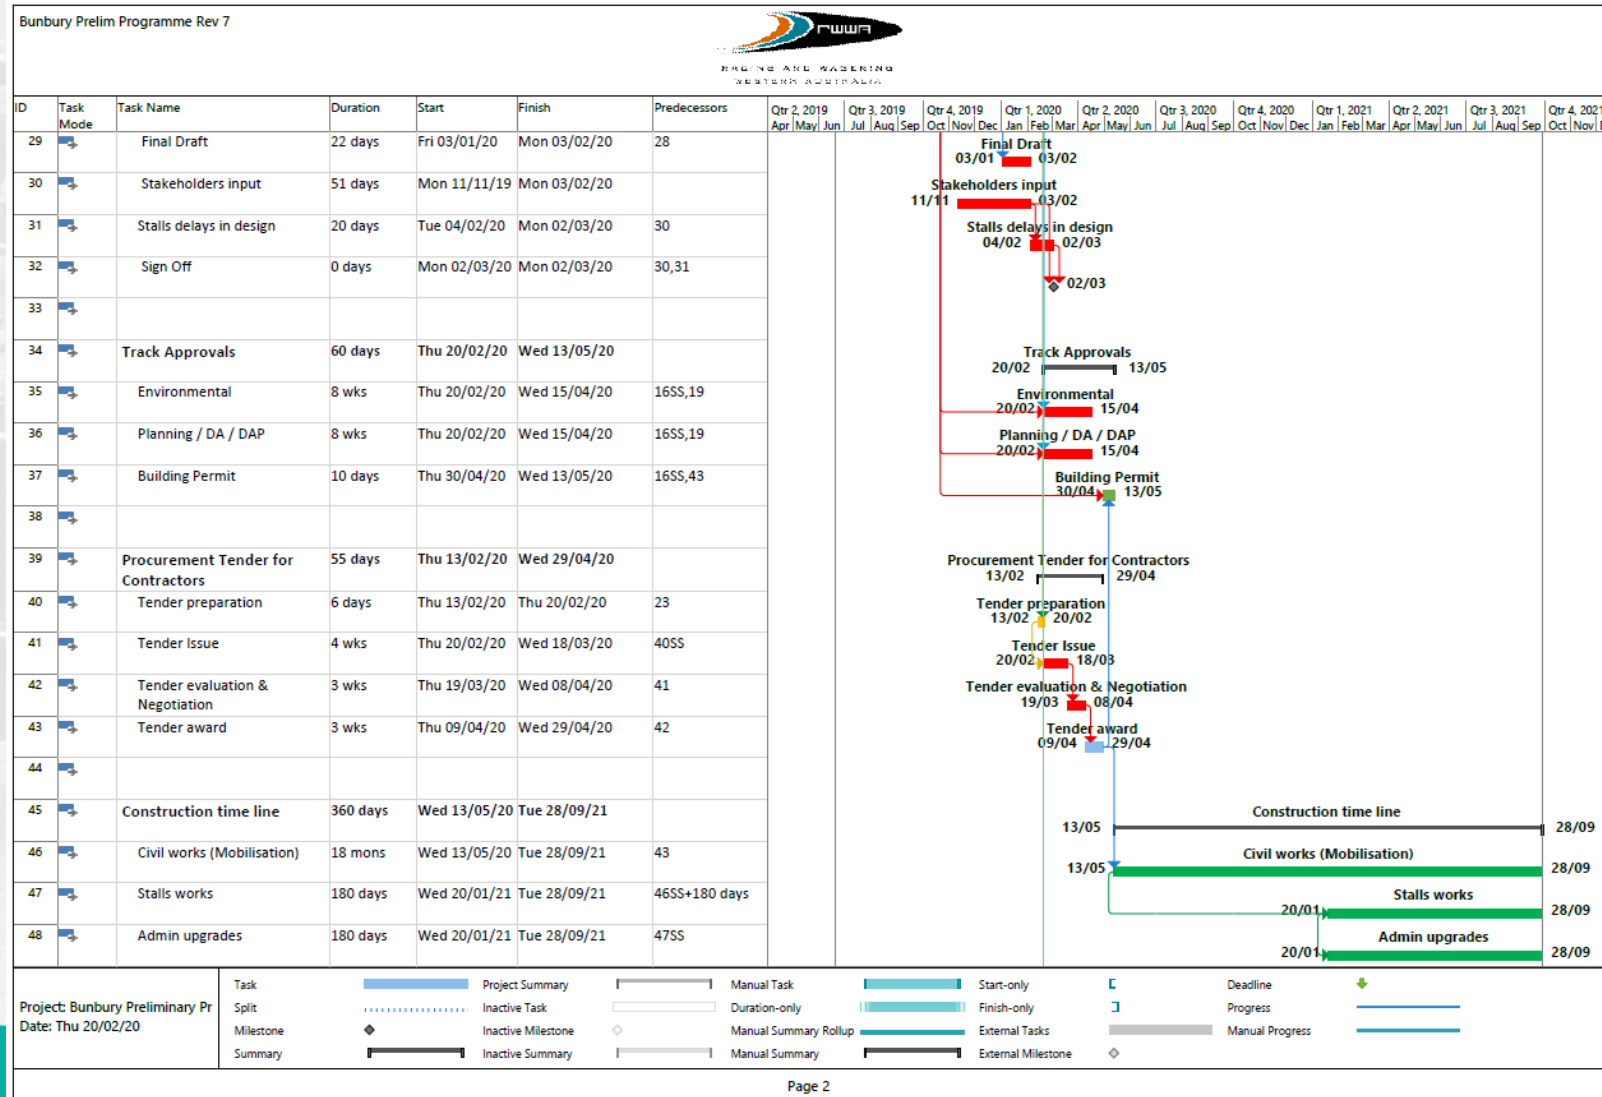 Bunbury Prelim Programme Rev 7
RWWA
RACING AND WAGERING
WESTERN AUSTRALIA
ID Task Mode Task Name Duration Start Finish Predecessors
Qtr 2, 2019 Qtr 3, 2019 Qtr 4, 2019 Qtr 1, 2020 Qtr 2, 2020 Qtr 3, 2020 Qtr 4, 2020 Qtr 1, 2021 Qtr 2, 2021 Qtr 3, 2021 Qtr 4, 2021
Apr May Jun Jul Aug Sep Oct Nov Dec Jan Feb Mar Apr May Jun Jul Aug Sep Oct Nov Dec Jan Feb Mar Apr May Jun Jul Aug Sep Oct Nov
29 Final Draft 22 days Fri 03/01/20 Mon 03/02/20 28
Final Draft
03/01 03/02
30 Stakeholders input 51 days Mon 11/11/19 Mon 03/02/20
Stakeholders input
11/11 03/02
31 Stalls delays in design 20 days Tue 04/02/20 Mon 02/03/20 30
Stalls delays in design
04/02 02/03
32 Sign Off 0 days Mon 02/03/20 Mon 02/03/20 30,31
02/03
33
34 Track Approvals 60 days Thu 20/02/20 Wed 13/05/20
Track Approvals
20/02 13/05
35 Environmental 8 wks Thu 20/02/20 Wed 15/04/20 16SS,19
Environmental
20/02 15/04
36 Planning / DA / DAP 8 wks Thu 20/02/20 Wed 15/04/20 16SS,19
Planning / DA / DAP
20/02 15/04
37 Building Permit 10 days Thu 30/04/20 Wed 13/05/20 16SS,43
Building Permit
30/04 13/05
38
39 Procurement Tender for Contractors 55 days Thu 13/02/20 Wed 29/04/20
Procurement Tender for Contractors
13/02 29/04
40 Tender preparation 6 days Thu 13/02/20 Thu 20/02/20 23
Tender preparation
13/02 20/02
41 Tender Issue 4 wks Thu 20/02/20 Wed 18/03/20 40SS
Tender Issue
20/02 18/03
42 Tender evaluation & Negotiation 3 wks Thu 19/03/20 Wed 08/04/20 41
Tender evaluation & Negotiation
19/03 08/04
43 Tender award 3 wks Thu 09/04/20 Wed 29/04/20 42
Tender award
09/04 29/04
44
45 Construction time line 360 days Wed 13/05/20 Tue 28/09/21
Construction time line
13/05 28/09
46 Civil works (Mobilisation) 18 mons Wed 13/05/20 Tue 28/09/21 43
Civil works (Mobilisation)
13/05 28/09
47 Stalls works 180 days Wed 20/01/21 Tue 28/09/21 46SS+180 days
Stalls works
20/01 28/09
48 Admin upgrades 180 days Wed 20/01/21 Tue 28/09/21 47SS
Admin upgrades
20/01 28/09
Project: Bunbury Preliminary Pr
Date: Thu 20/02/20
Task Project Summary Manual Task Start-only Deadline
Split Inactive Task Duration-only Finish-only Progress
Milestone Inactive Milestone Manual Summary Rollup External Tasks Manual Progress
Summary Inactive Summary Manual Summary External Milestone
Page 2